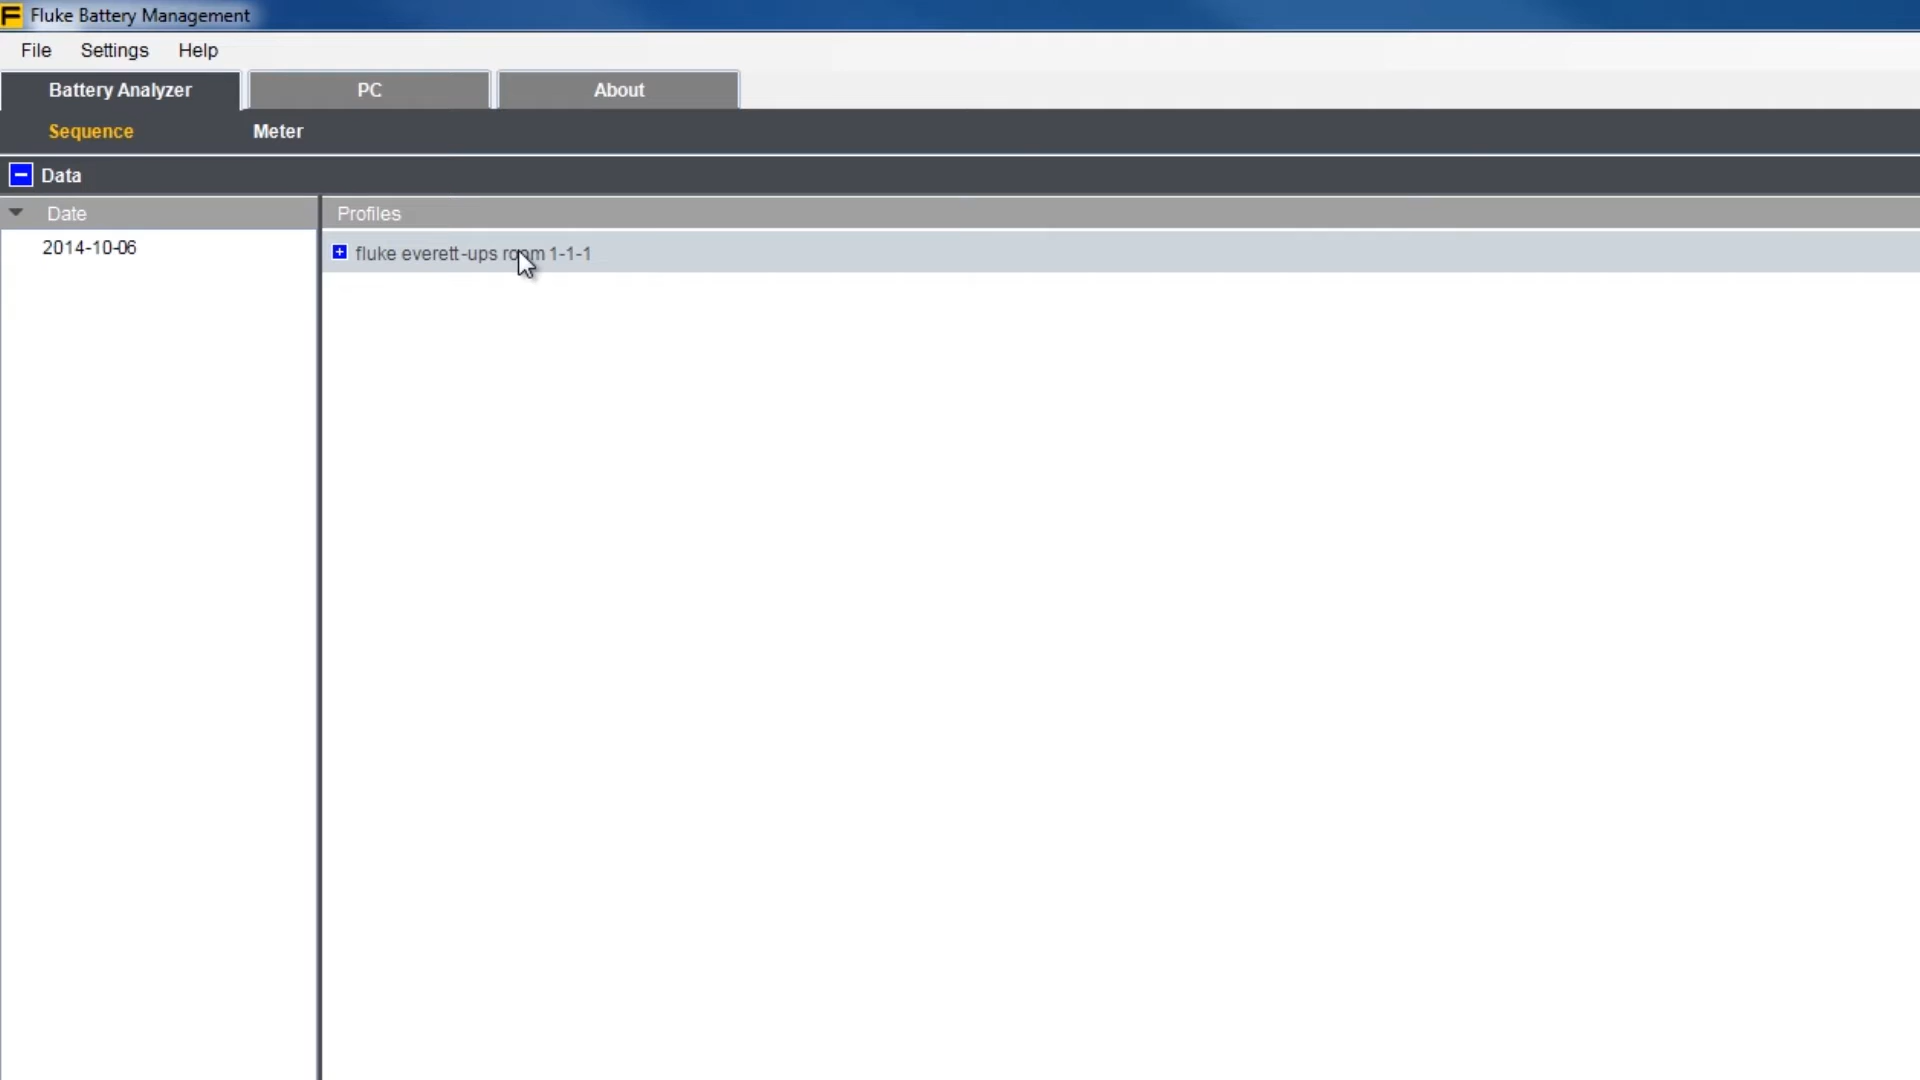 Fluke Battery Management
File Settings Help
Battery Analyzer PC About
Sequence Meter
Data
Date Profiles
2014-10-06 fluke everett-ups room 1-1-1